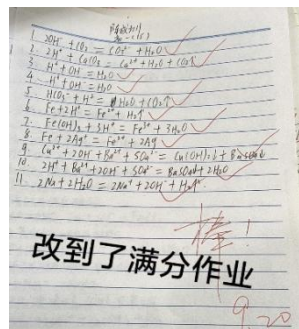 1. 2OH⁻ + CO₂ = CO₃²⁻ + H₂O
2. 2H⁺ + CaCO₃ = Ca²⁺ + H₂O + CO₂↑
3. H⁺ + OH⁻ = H₂O
4. H⁺ + OH⁻ = H₂O
5. HCO₃⁻ + H⁺ = H₂O + CO₂↑
6. Fe + 2H⁺ = Fe²⁺ + H₂↑
7. Fe(OH)₃ + 3H⁺ = Fe³⁺ + 3H₂O
8. Fe + 2Ag⁺ = Fe²⁺ + 2Ag
9. Cu²⁺ + 2OH⁻ + Ba²⁺ + SO₄²⁻ = Cu(OH)₂↓ + BaSO₄↓
10. 2H⁺ + Ba²⁺ + 2OH⁻ + SO₄²⁻ = BaSO₄↓ + 2H₂O
11. 2Na + 2H₂O = 2Na⁺ + 2OH⁻ + H₂↑
棒!
改到了满分作业
9.20